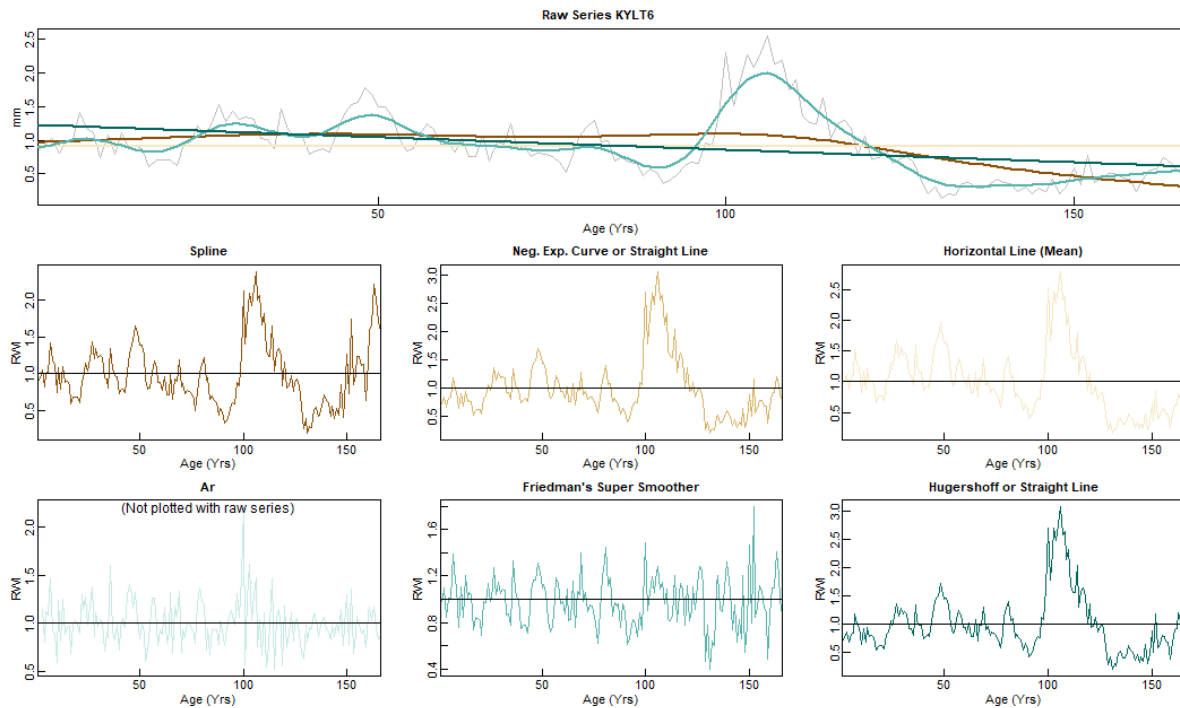 Raw Series KYLT6
mm
0.5 1.0 1.5 2.0 2.5
50 100 150
Age (Yrs)
Spline
RWI
0.5 1.0 1.5 2.0
50 100 150
Age (Yrs)
Neg. Exp. Curve or Straight Line
RWI
0.5 1.0 1.5 2.0 2.5 3.0
50 100 150
Age (Yrs)
Horizontal Line (Mean)
RWI
0.5 1.0 1.5 2.0 2.5
50 100 150
Age (Yrs)
Ar
(Not plotted with raw series)
RWI
0.5 1.0 1.5 2.0
50 100 150
Age (Yrs)
Friedman's Super Smoother
RWI
0.4 0.8 1.2 1.6
50 100 150
Age (Yrs)
Hugershoff or Straight Line
RWI
0.5 1.0 1.5 2.0 2.5 3.0
50 100 150
Age (Yrs)